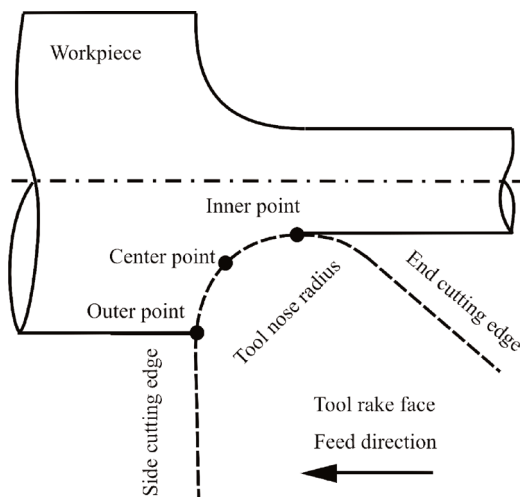 Workpiece
Inner point
Center point
Outer point
Tool nose radius
End cutting edge
Side cutting edge
Tool rake face
Feed direction